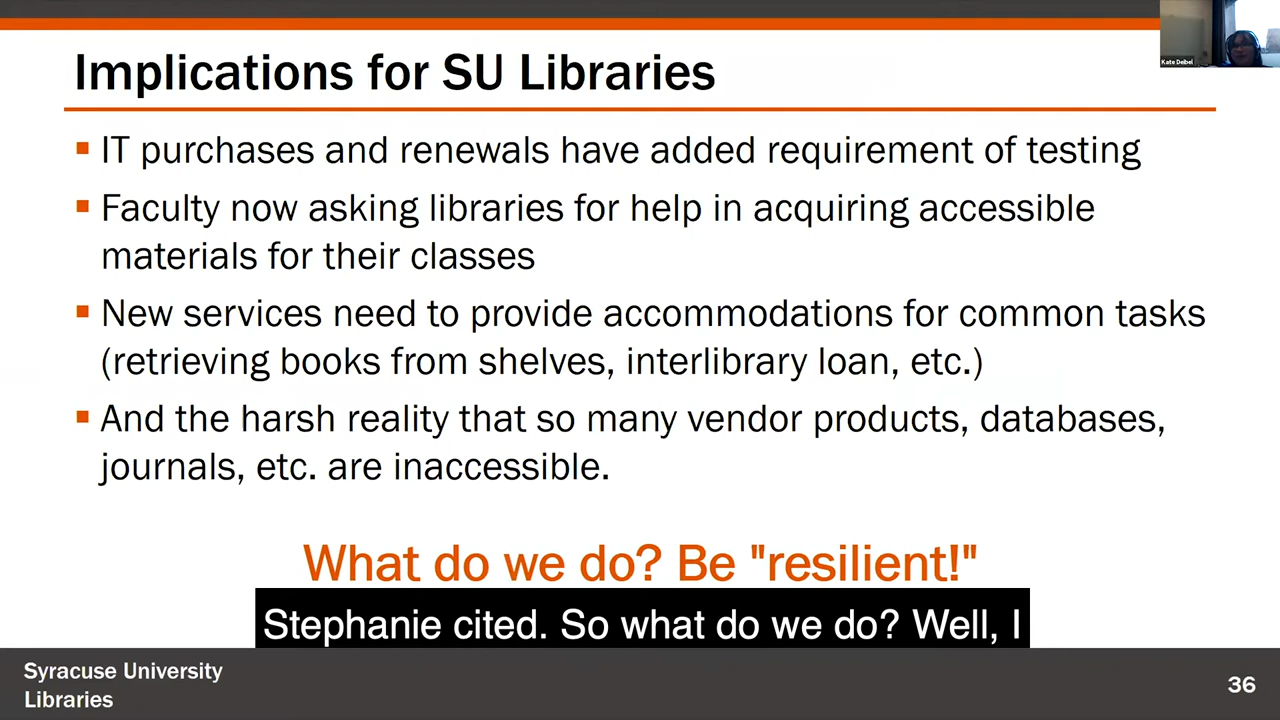 Kate Deibel
Implications for SU Libraries
▪ IT purchases and renewals have added requirement of testing
▪ Faculty now asking libraries for help in acquiring accessible
materials for their classes
▪ New services need to provide accommodations for common tasks
(retrieving books from shelves, interlibrary loan, etc.)
▪ And the harsh reality that so many vendor products, databases,
journals, etc. are inaccessible.
What do we do? Be "resilient!"
Stephanie cited. So what do we do? Well, I
Syracuse University
Libraries
36